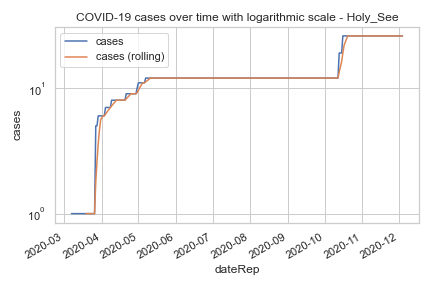 COVID-19 cases over time with logarithmic scale - Holy_See
cases
cases (rolling)
cases
10¹
10⁰
2020-03
2020-04
2020-05
2020-06
2020-07
2020-08
2020-09
2020-10
2020-11
2020-12
dateRep